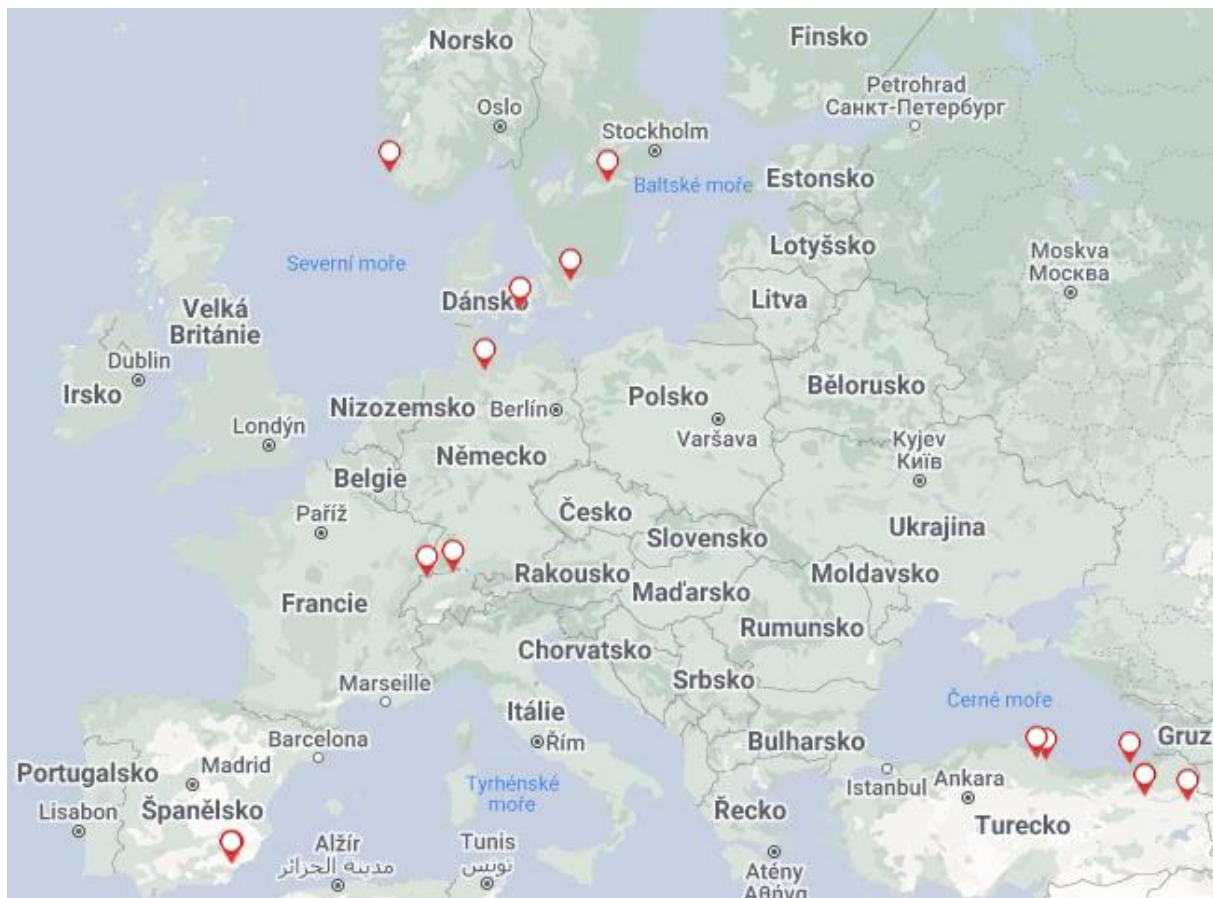 Norsko
Finsko
Petrohrad
Санкт-Петербург
Oslo
Stockholm
Baltské moře
Estonsko
Lotyšsko
Moskva
Москва
Severní moře
Dánsko
Litva
Velká
Británie
Dublin
Irsko
Bělorusko
Nizozemsko
Berlín
Polsko
Varšava
Londýn
Kyjev
Київ
Německo
Belgie
Paříž
Česko
Slovensko
Ukrajina
Rakousko
Maďarsko
Moldavsko
Francie
Rumunsko
Chorvatsko
Srbsko
Marseille
Itálie
Černé moře
Barcelona
Řím
Bulharsko
Gruz
Portugalsko
Madrid
Istanbul
Ankara
Tyrhénské
moře
Lisabon
Španělsko
Řecko
Turecko
Alžír
مدينة الجزائر
Tunis
تونس
Atény
Αθήνα